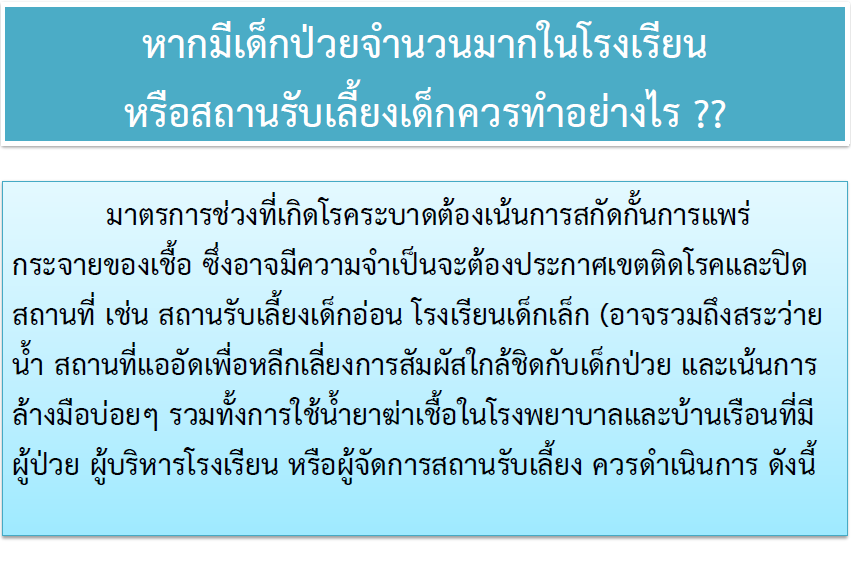 หากมีเด็กป่วยจำนวนมากในโรงเรียน
หรือสถานรับเลี้ยงเด็กควรทำอย่างไร ??
มาตรการช่วงที่เกิดโรคระบาดต้องเน้นการสกัดกั้นการแพร่
กระจายของเชื้อ ซึ่งอาจมีความจำเป็นจะต้องประกาศเขตติดโรคและปิด
สถานที่ เช่น สถานรับเลี้ยงเด็กอ่อน โรงเรียนเด็กเล็ก (อาจรวมถึงสระว่าย
น้ำ สถานที่แออัดเพื่อหลีกเลี่ยงการสัมผัสใกล้ชิดกับเด็กป่วย และเน้นการ
ล้างมือบ่อยๆ รวมทั้งการใช้น้ำยาฆ่าเชื้อในโรงพยาบาลและบ้านเรือนที่มี
ผู้ป่วย ผู้บริหารโรงเรียน หรือผู้จัดการสถานรับเลี้ยง ควรดำเนินการ ดังนี้